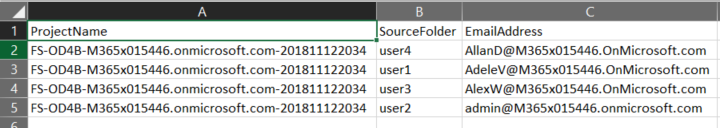 A B C
1 ProjectName SourceFolder EmailAddress
2 FS-OD4B-M365x015446.onmicrosoft.com-201811122034 user4 AllanD@M365x015446.OnMicrosoft.com
3 FS-OD4B-M365x015446.onmicrosoft.com-201811122034 user1 AdeleV@M365x015446.OnMicrosoft.com
4 FS-OD4B-M365x015446.onmicrosoft.com-201811122034 user3 AlexW@M365x015446.OnMicrosoft.com
5 FS-OD4B-M365x015446.onmicrosoft.com-201811122034 user2 admin@M365x015446.onmicrosoft.com
6